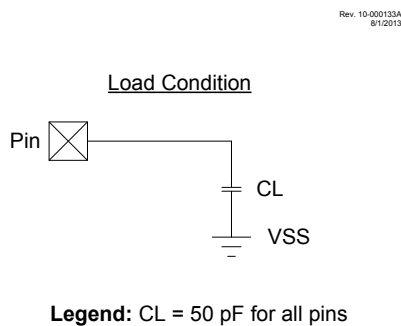 Rev. 10-000133A
8/1/2013
Load Condition
Pin
CL
VSS
Legend: CL = 50 pF for all pins